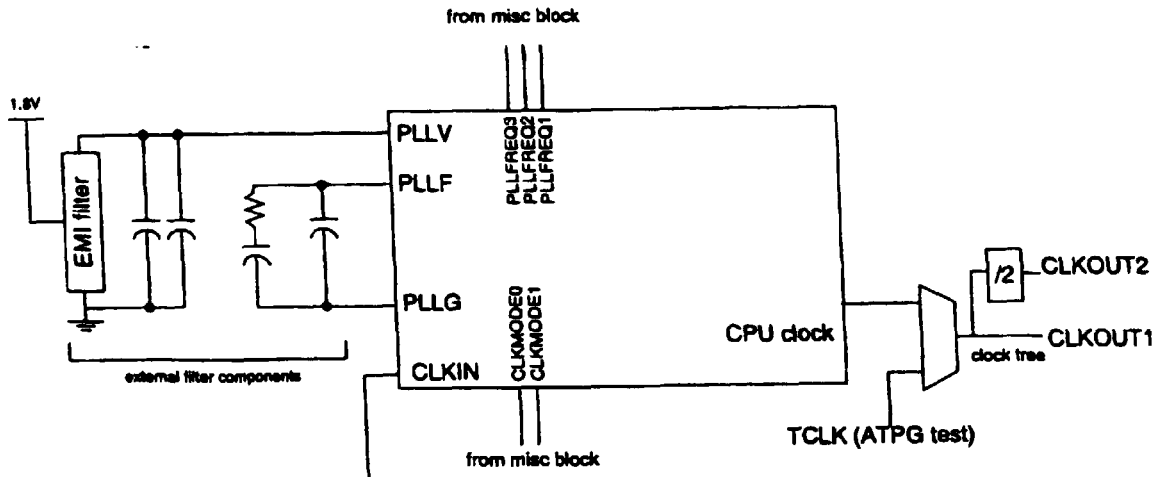 from misc block
1.8V
EMI filter
PLLV
PLLF
PLLG
CLKIN
PLLFREQ3
PLLFREQ2
PLLFREQ1
CLKMODE0
CLKMODE1
CPU clock
/2
CLKOUT2
CLKOUT1
clock tree
external filter components
TCLK (ATPG test)
from misc block